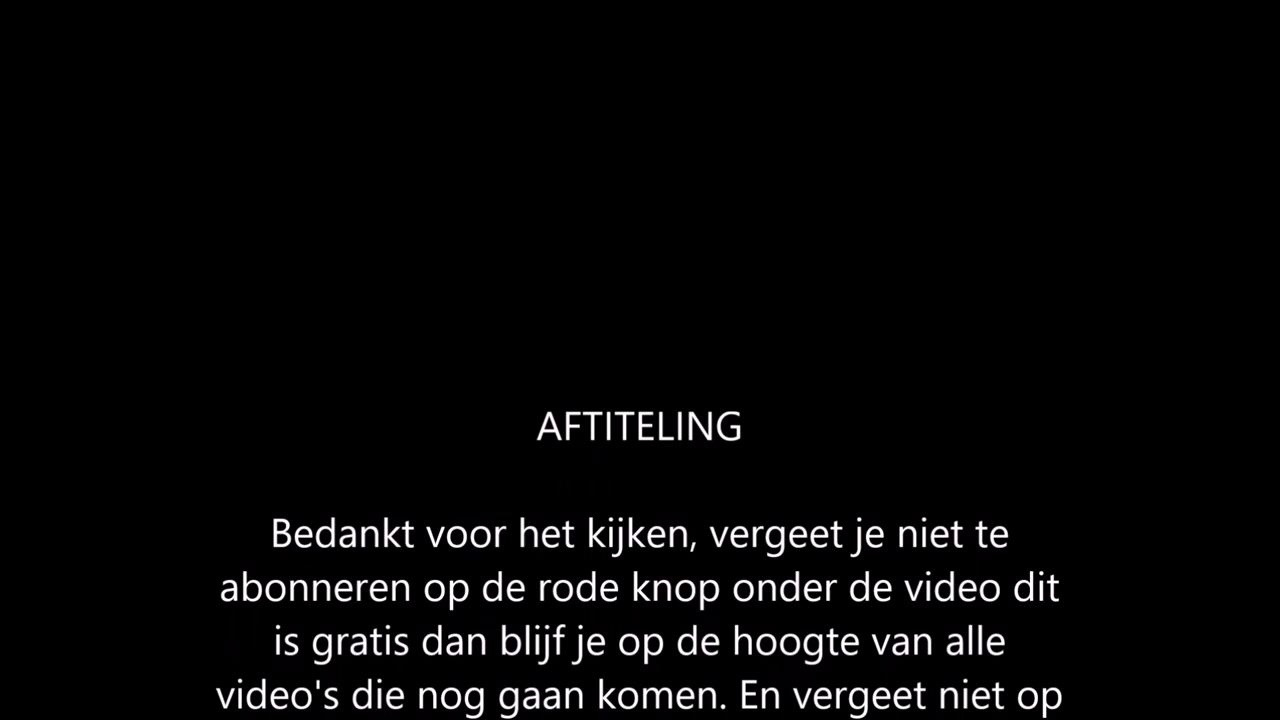 AFTITELING
Bedankt voor het kijken, vergeet je niet te
abonneren op de rode knop onder de video dit
is gratis dan blijf je op de hoogte van alle
video's die nog gaan komen. En vergeet niet op